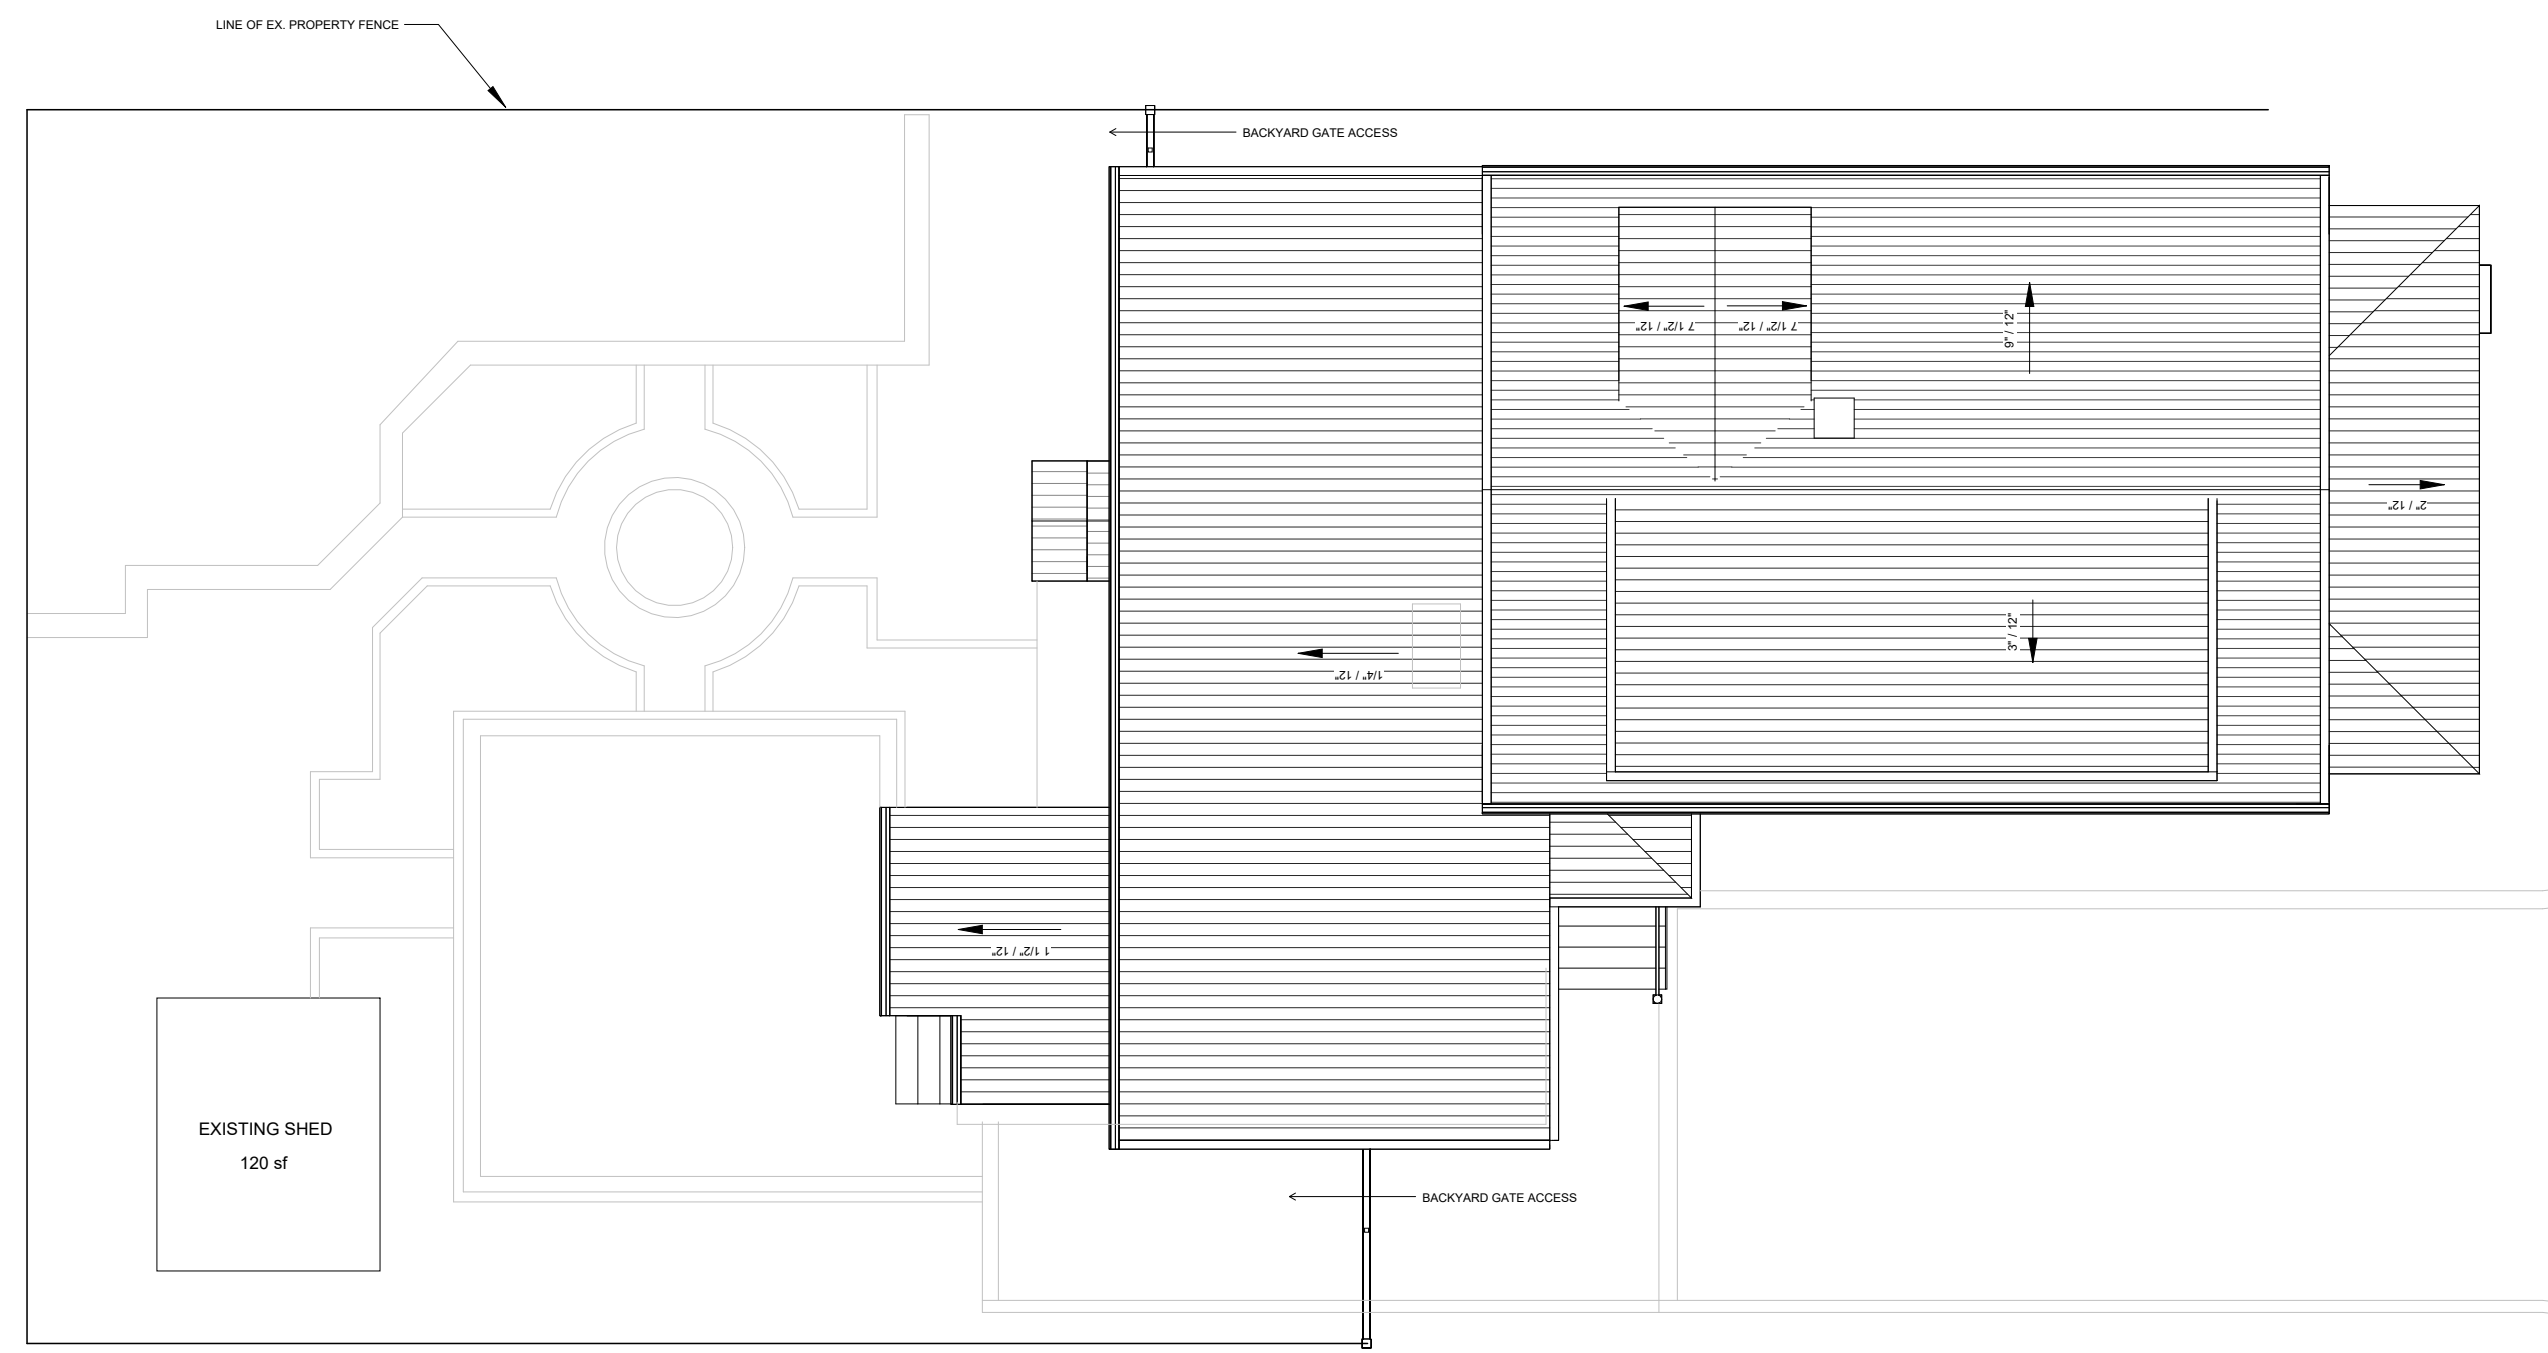 LINE OF EX. PROPERTY FENCE
BACKYARD GATE ACCESS
7 1/2" / 12"
7 1/2" / 12"
9" / 12"
2" / 12"
3" / 12"
1/4" / 12"
1 1/2" / 12"
EXISTING SHED
120 sf
BACKYARD GATE ACCESS